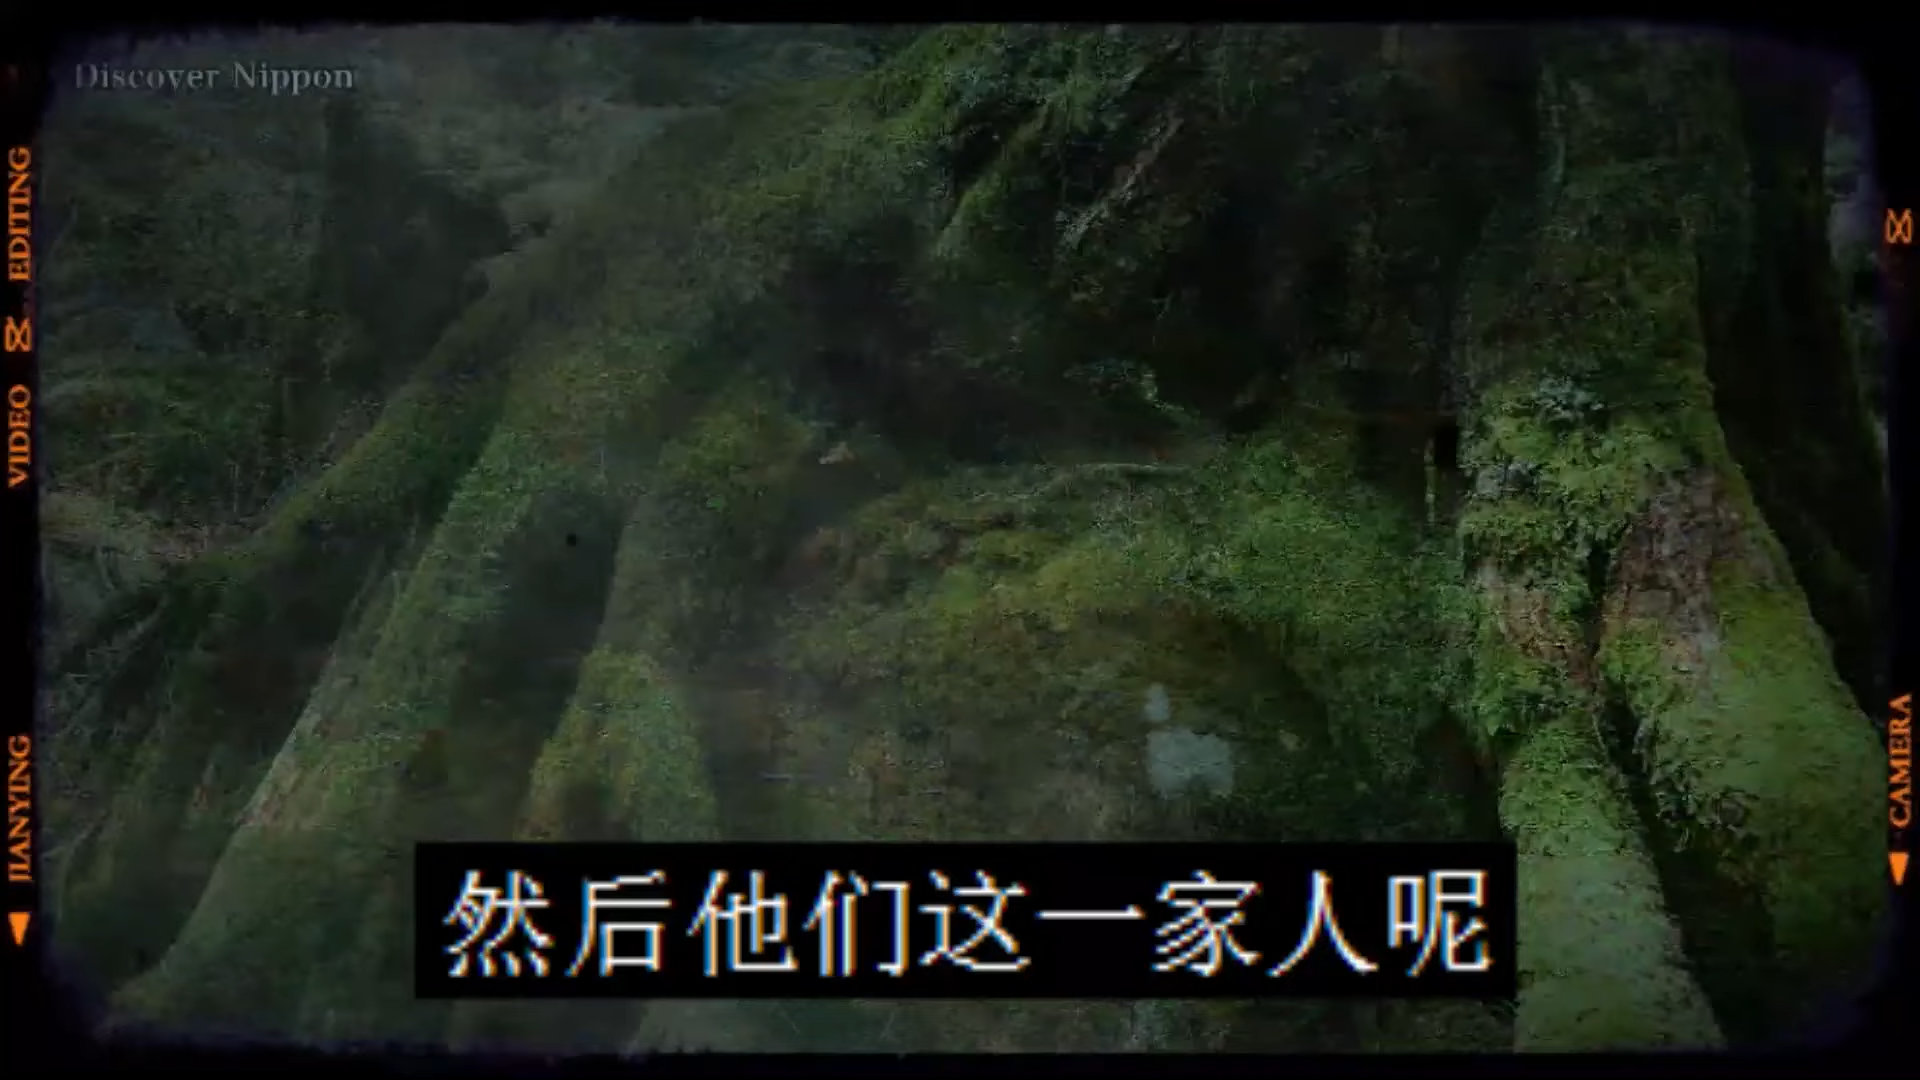 Discover Nippon
EDITING
VIDEO
JIANYING
CAMERA
然后他们这一家人呢